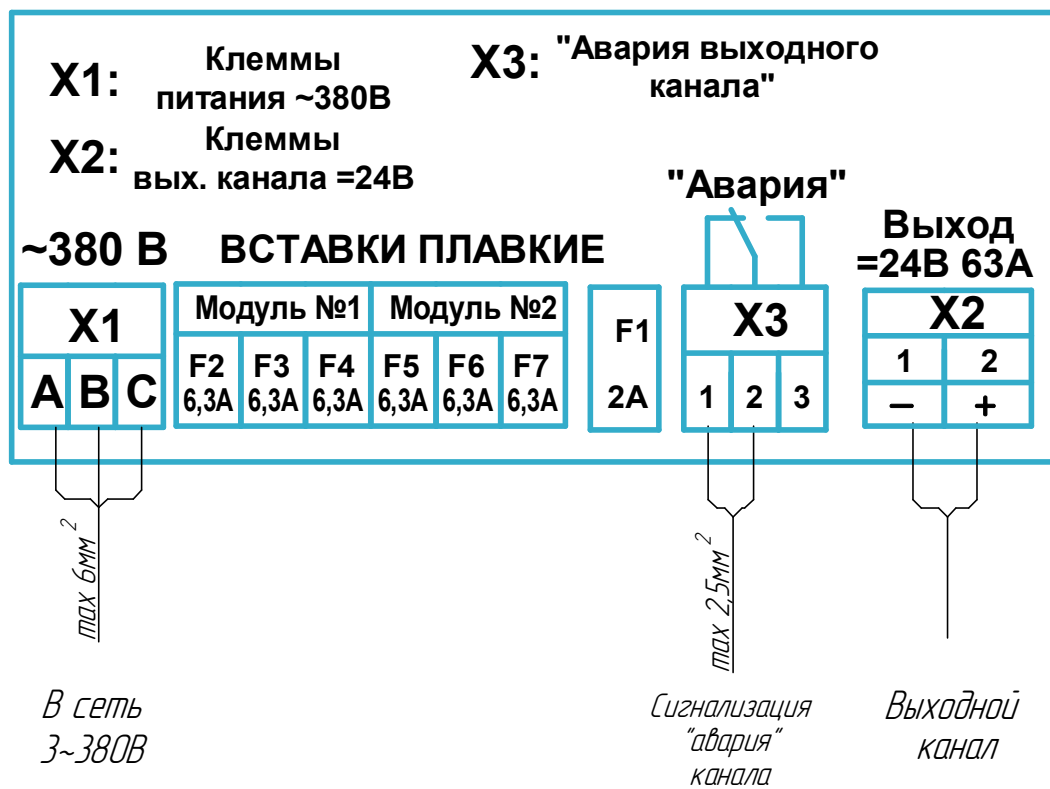 X1: Клеммы
питания ~380В
X3: "Авария выходного
канала"
X2: Клеммы
вых. канала =24В
"Авария"
~380 В
ВСТАВКИ ПЛАВКИЕ
Выход
=24В 63А
X1
A B C
Модуль №1 Модуль №2
F2 F3 F4 F5 F6 F7
6,3А 6,3А 6,3А 6,3А 6,3А 6,3А
F1
2А
X3
1 2 3
X2
1 2
– +
max 6мм²
max 2,5мм²
В сеть
3~380В
Сигнализация
"авария"
канала
Выходной
канал